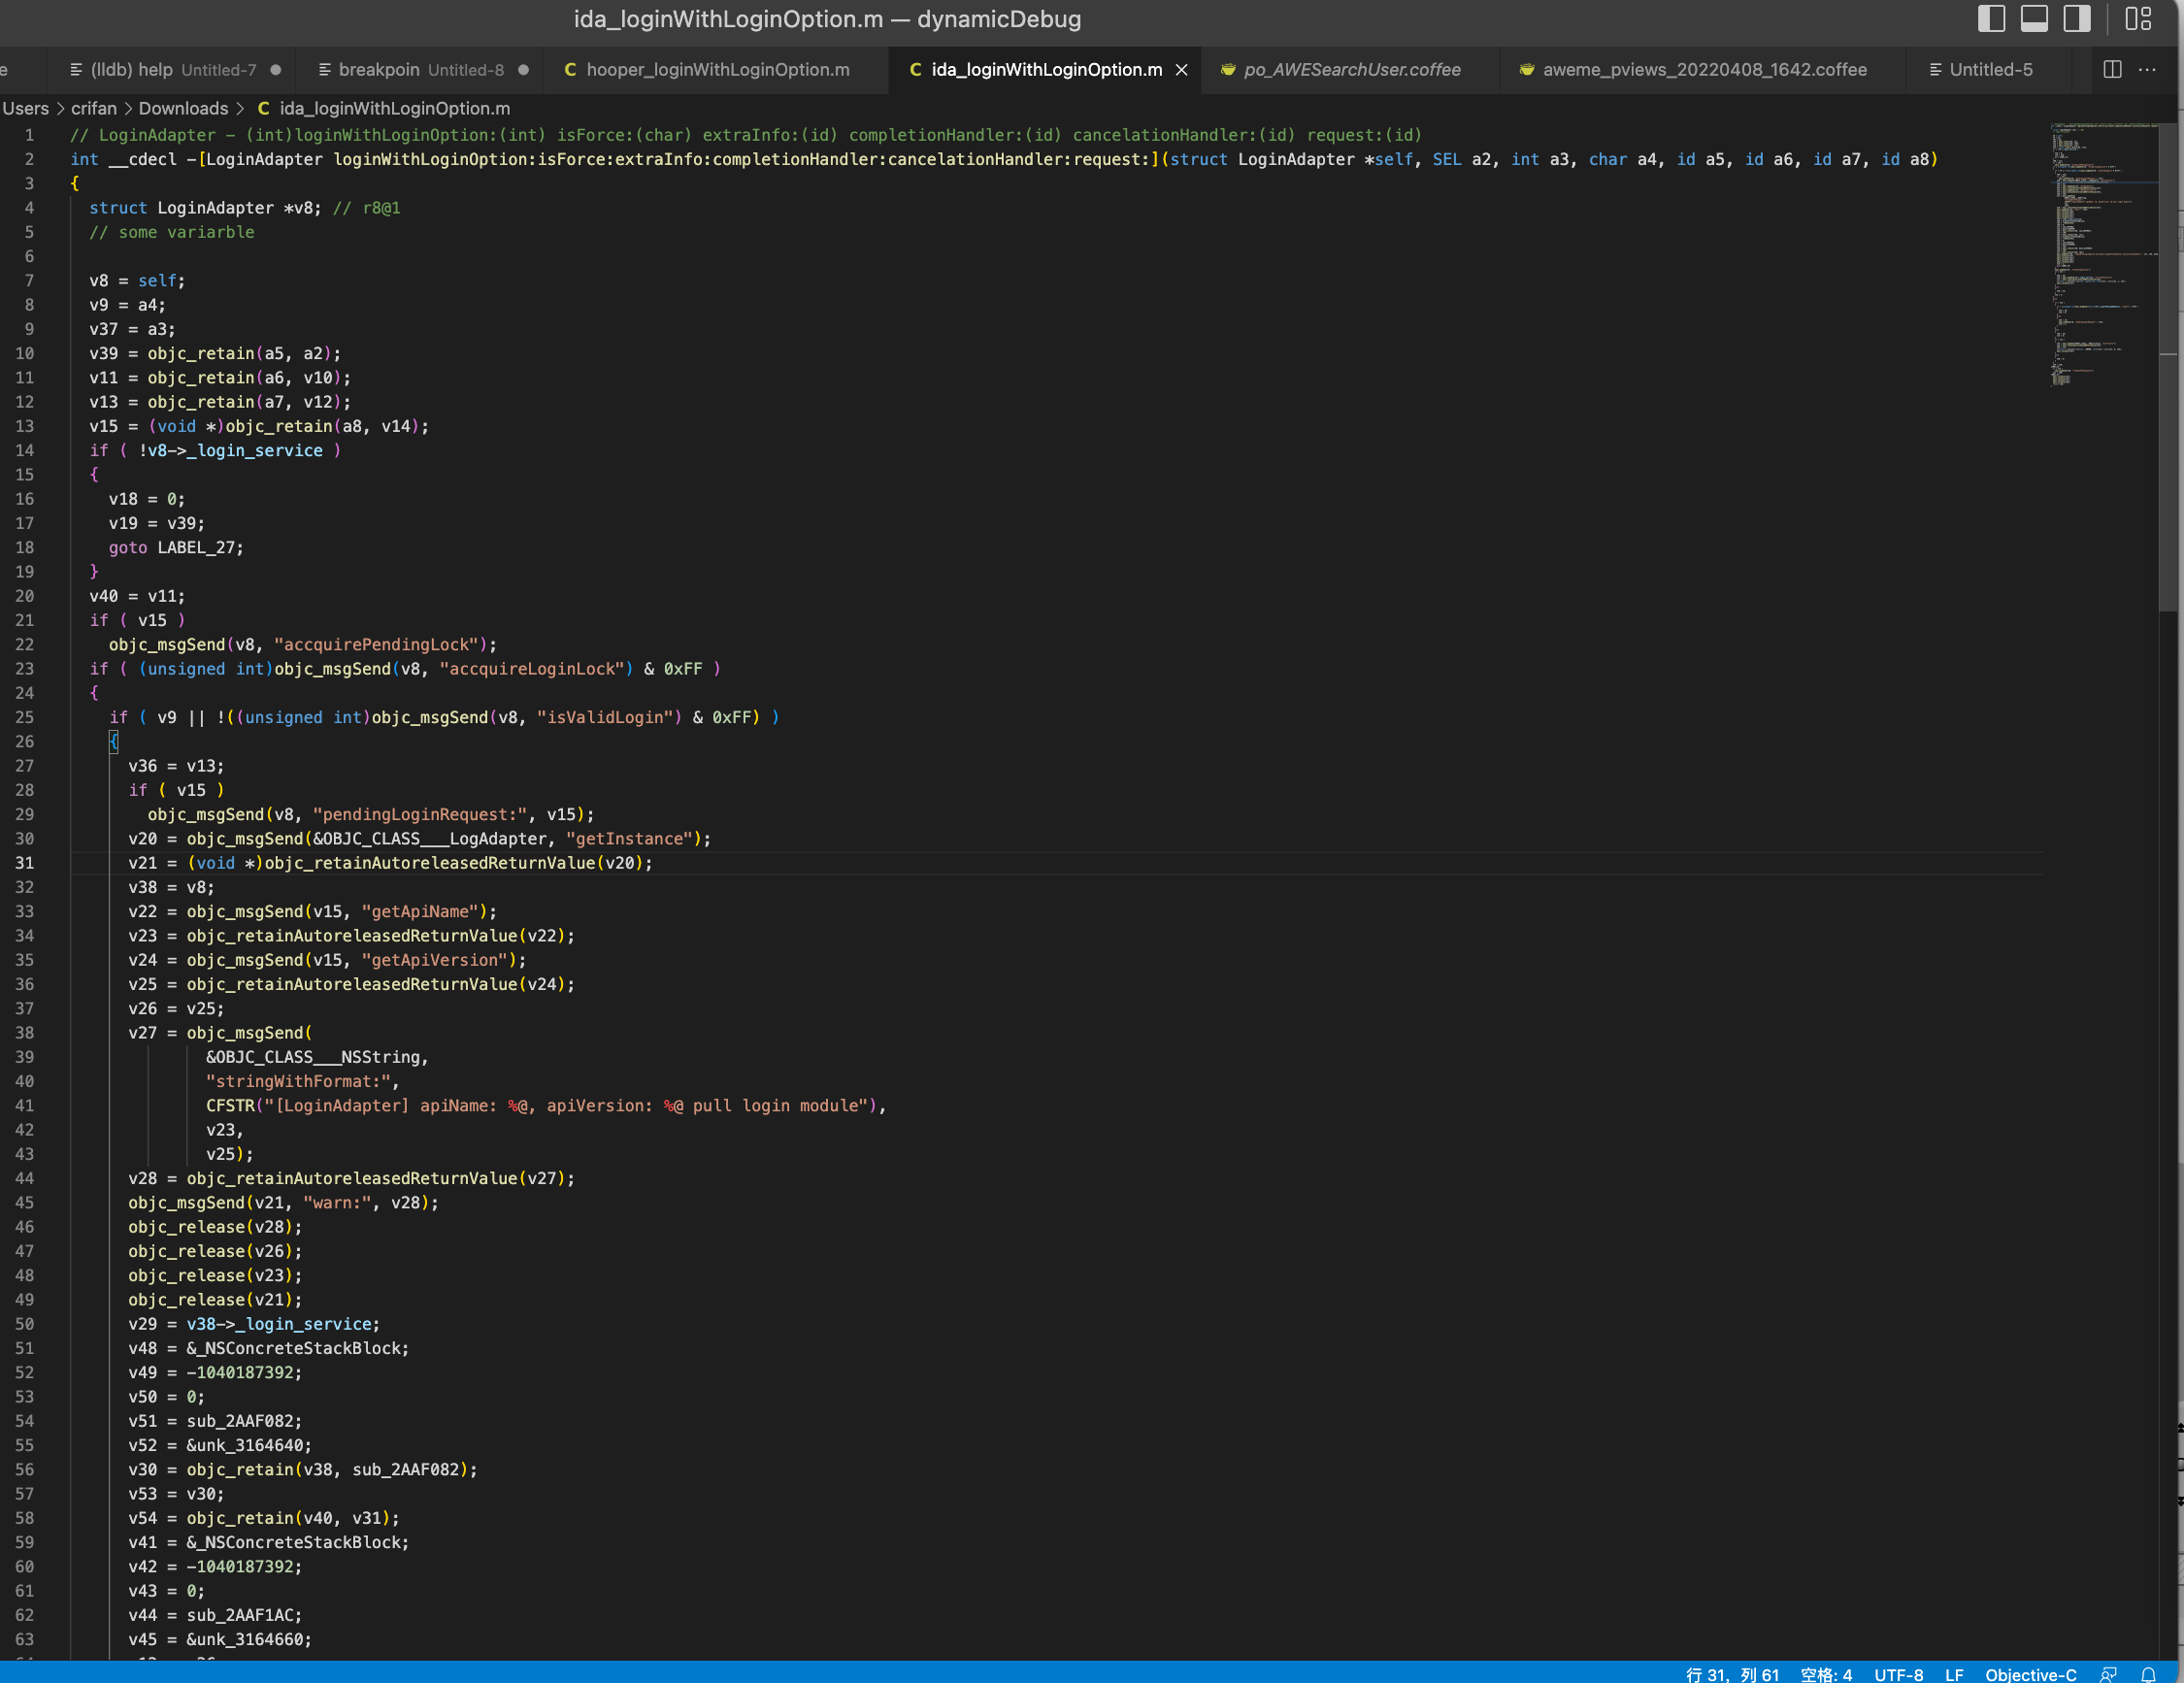 ida_loginWithLoginOption.m — dynamicDebug
e (lldb) help Untitled-7 breakpoin Untitled-8 C hooper_loginWithLoginOption.m C ida_loginWithLoginOption.m po_AWESearchUser.coffee aweme_pviews_20220408_1642.coffee Untitled-5
Users > crifan > Downloads > C ida_loginWithLoginOption.m
1 // LoginAdapter - (int)loginWithLoginOption:(int) isForce:(char) extraInfo:(id) completionHandler:(id) cancelationHandler:(id) request:(id)
2 int __cdecl -[LoginAdapter loginWithLoginOption:isForce:extraInfo:completionHandler:cancelationHandler:request:](struct LoginAdapter *self, SEL a2, int a3, char a4, id a5, id a6, id a7, id a8)
3 {
4 struct LoginAdapter *v8; // r8@1
5 // some variarble
6
7 v8 = self;
8 v9 = a4;
9 v37 = a3;
10 v39 = objc_retain(a5, a2);
11 v11 = objc_retain(a6, v10);
12 v13 = objc_retain(a7, v12);
13 v15 = (void *)objc_retain(a8, v14);
14 if ( !v8->_login_service )
15 {
16 v18 = 0;
17 v19 = v39;
18 goto LABEL_27;
19 }
20 v40 = v11;
21 if ( v15 )
22 objc_msgSend(v8, "accquirePendingLock");
23 if ( (unsigned int)objc_msgSend(v8, "accquireLoginLock") & 0xFF )
24 {
25 if ( v9 || !((unsigned int)objc_msgSend(v8, "isValidLogin") & 0xFF) )
26 {
27 v36 = v13;
28 if ( v15 )
29 objc_msgSend(v8, "pendingLoginRequest:", v15);
30 v20 = objc_msgSend(&OBJC_CLASS___LogAdapter, "getInstance");
31 v21 = (void *)objc_retainAutoreleasedReturnValue(v20);
32 v38 = v8;
33 v22 = objc_msgSend(v15, "getApiName");
34 v23 = objc_retainAutoreleasedReturnValue(v22);
35 v24 = objc_msgSend(v15, "getApiVersion");
36 v25 = objc_retainAutoreleasedReturnValue(v24);
37 v26 = v25;
38 v27 = objc_msgSend(
39 &OBJC_CLASS___NSString,
40 "stringWithFormat:",
41 CFSTR("[LoginAdapter] apiName: %@, apiVersion: %@ pull login module"),
42 v23,
43 v25);
44 v28 = objc_retainAutoreleasedReturnValue(v27);
45 objc_msgSend(v21, "warn:", v28);
46 objc_release(v28);
47 objc_release(v26);
48 objc_release(v23);
49 objc_release(v21);
50 v29 = v38->_login_service;
51 v48 = &_NSConcreteStackBlock;
52 v49 = -1040187392;
53 v50 = 0;
54 v51 = sub_2AAF082;
55 v52 = &unk_3164640;
56 v30 = objc_retain(v38, sub_2AAF082);
57 v53 = v30;
58 v54 = objc_retain(v40, v31);
59 v41 = &_NSConcreteStackBlock;
60 v42 = -1040187392;
61 v43 = 0;
62 v44 = sub_2AAF1AC;
63 v45 = &unk_3164660;
行 31, 列 61 空格: 4 UTF-8 LF Objective-C